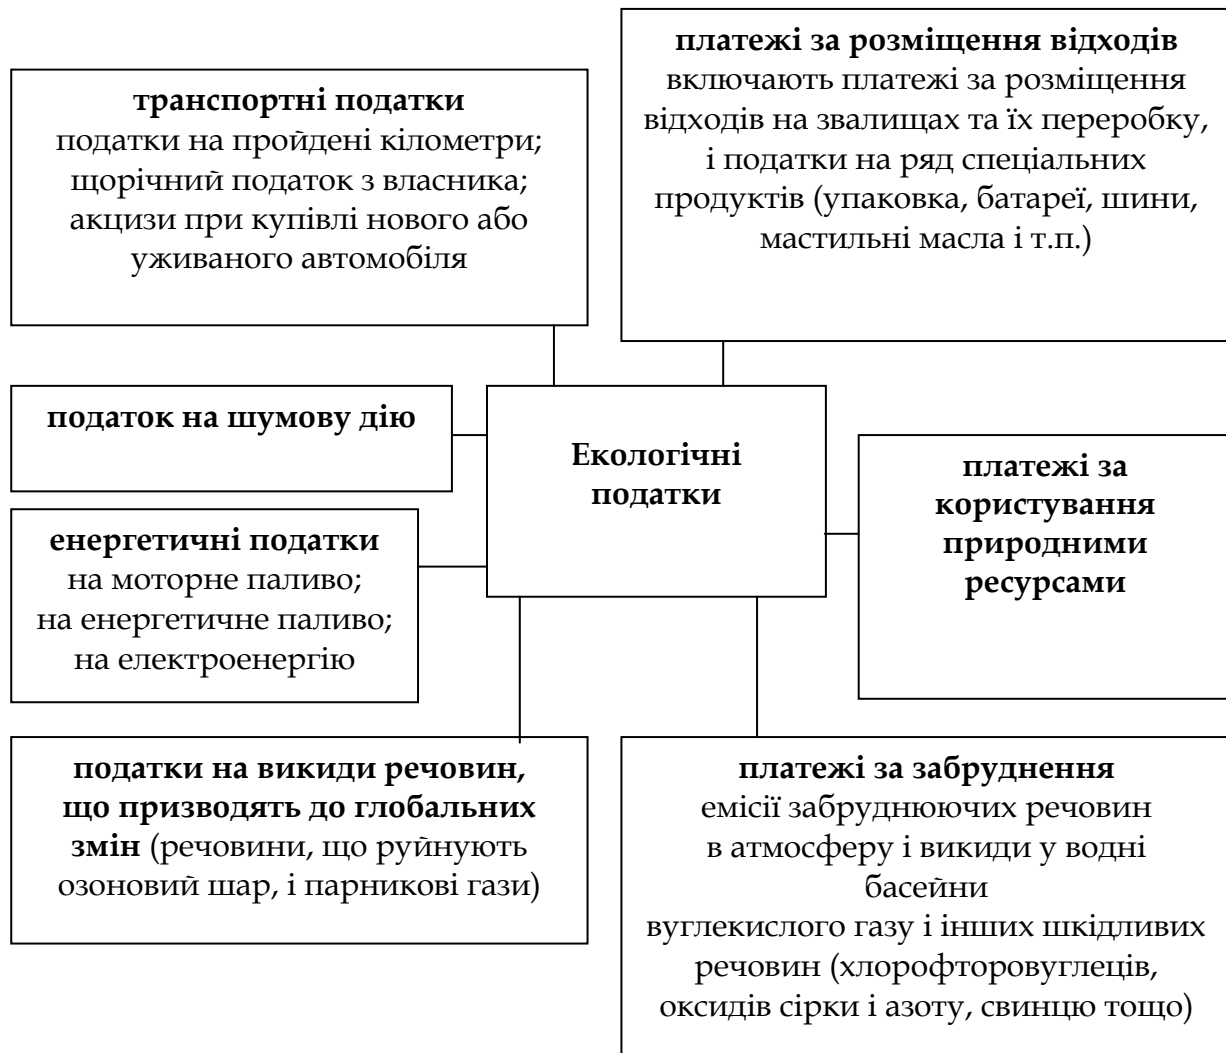 транспортні податки
податки на пройдені кілометри;
щорічний податок з власника;
акцизи при купівлі нового або
уживаного автомобіля
платежі за розміщення відходів
включають платежі за розміщення
відходів на звалищах та їх переробку,
і податки на ряд спеціальних
продуктів (упаковка, батареї, шини,
мастильні масла і т.п.)
податок на шумову дію
Екологічні
податки
платежі за
користування
природними
ресурсами
енергетичні податки
на моторне паливо;
на енергетичне паливо;
на електроенергію
податки на викиди речовин,
що призводять до глобальних
змін (речовини, що руйнують
озоновий шар, і парникові гази)
платежі за забруднення
емісії забруднюючих речовин
в атмосферу і викиди у водні
басейни
вуглекислого газу і інших шкідливих
речовин (хлорофторовуглеців,
оксидів сірки і азоту, свинцю тощо)